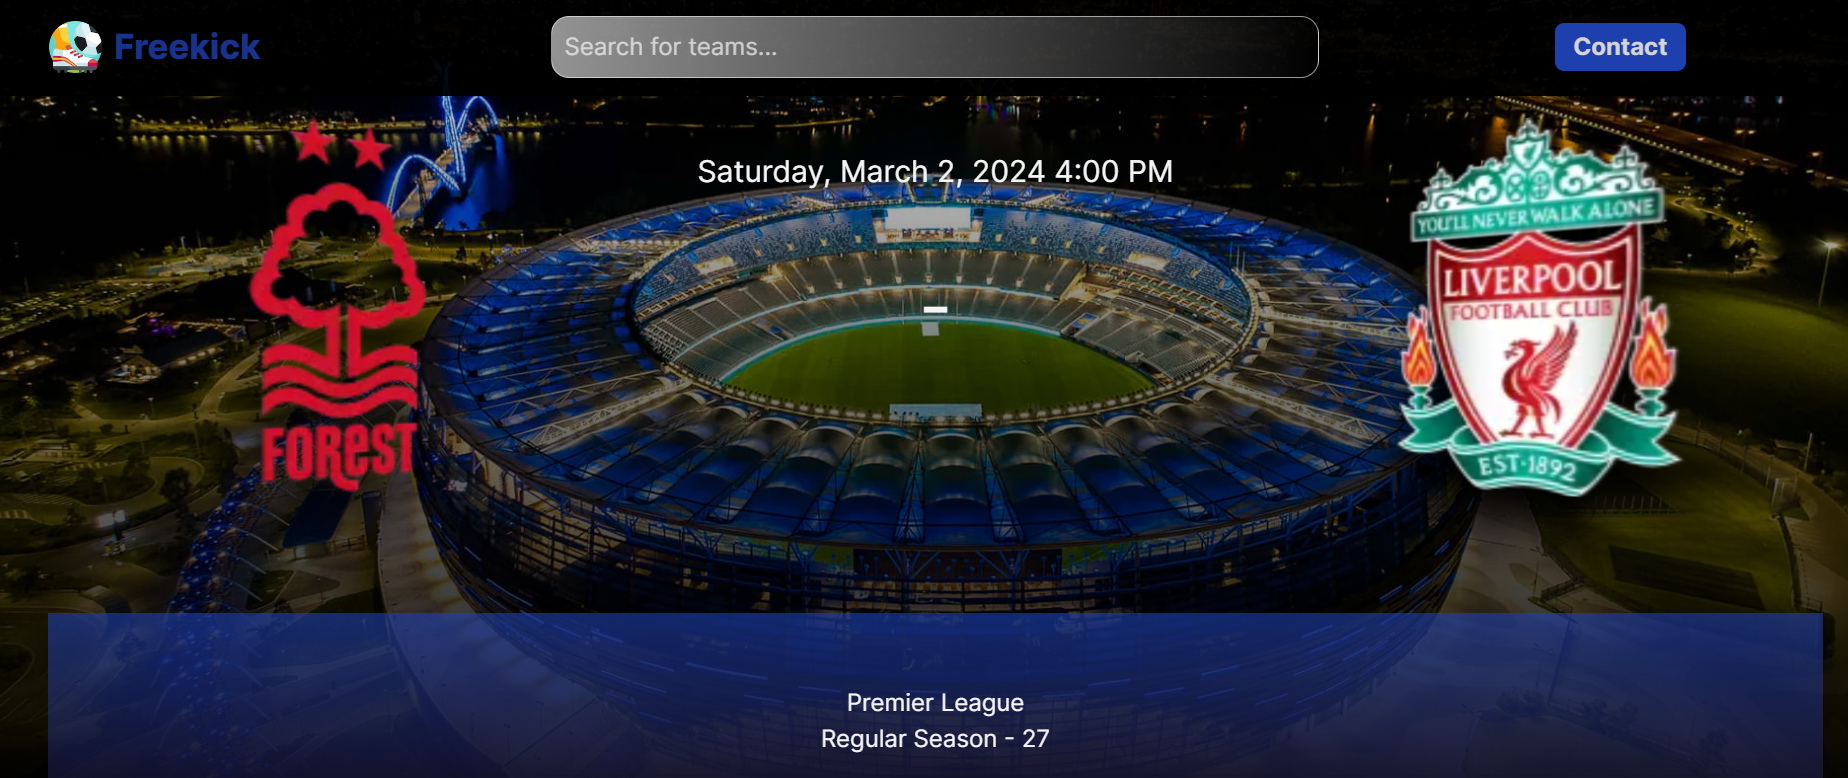 Freekick
Search for teams...
Contact
Saturday, March 2, 2024 4:00 PM
FOREST
YOU'LL NEVER WALK ALONE
LIVERPOOL
FOOTBALL CLUB
EST·1892
Premier League
Regular Season - 27